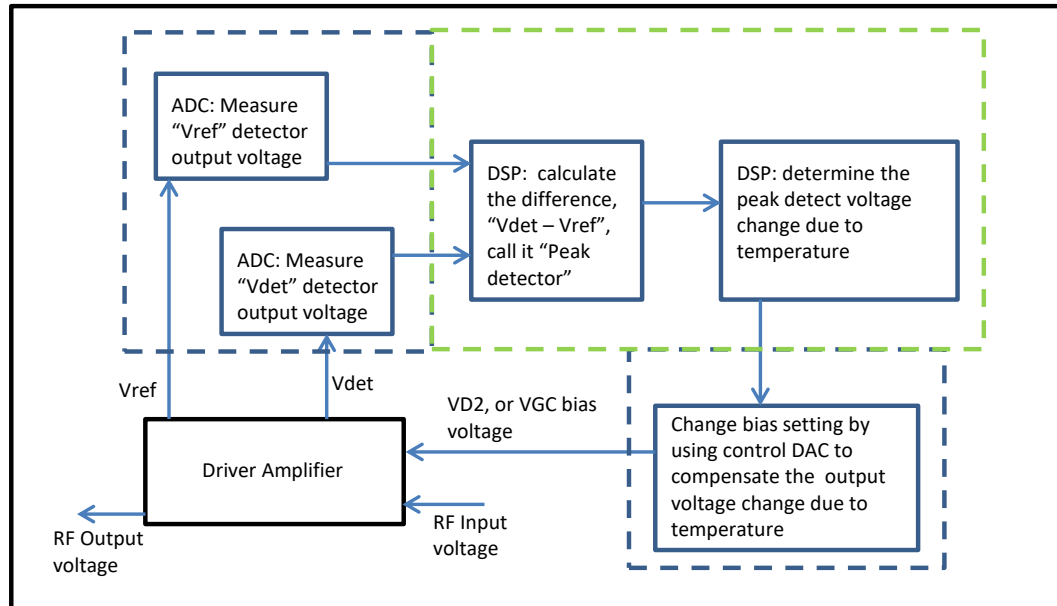 ADC: Measure
“Vref” detector
output voltage
ADC: Measure
“Vdet” detector
output voltage
DSP:  calculate
the difference,
“Vdet – Vref”,
call it “Peak
detector”
DSP: determine the
peak detect voltage
change due to
temperature
Vref
Vdet
VD2, or VGC bias
voltage
Change bias setting by
using control DAC to
compensate the  output
voltage change due to
temperature
Driver Amplifier
RF Input
voltage
RF Output
voltage